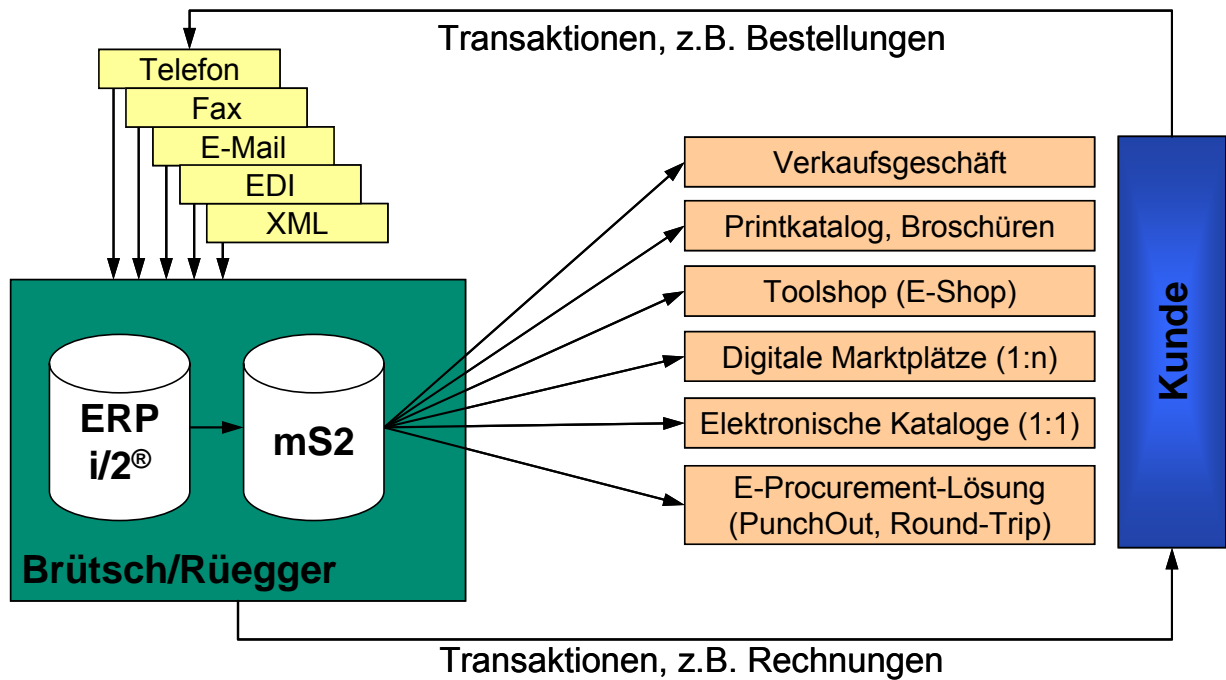 Transaktionen, z.B. Bestellungen
Telefon
Fax
E-Mail
EDI
XML
Verkaufsgeschäft
Printkatalog, Broschüren
Toolshop (E-Shop)
Digitale Marktplätze (1:n)
Elektronische Kataloge (1:1)
E-Procurement-Lösung
(PunchOut, Round-Trip)
Kunde
ERP
i/2®
mS2
Brütsch/Rüegger
Transaktionen, z.B. Rechnungen